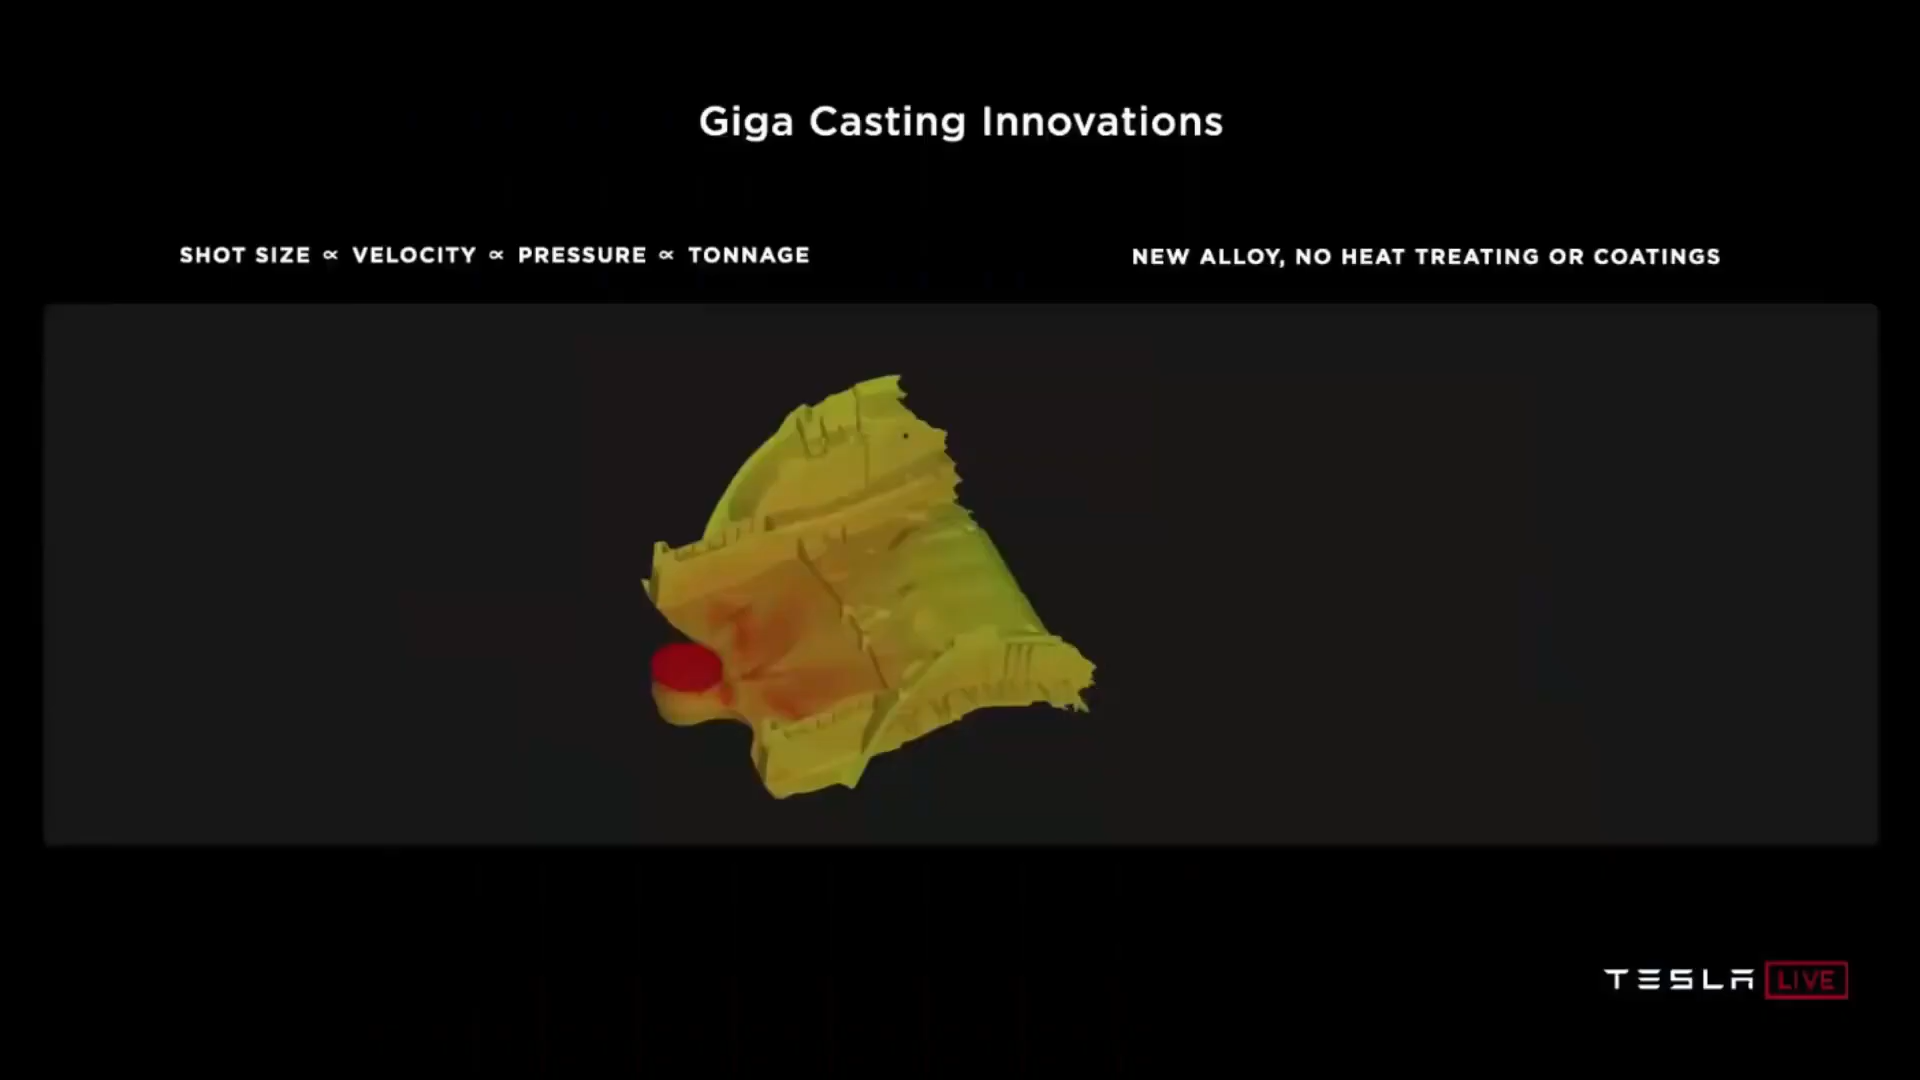 Giga Casting Innovations
SHOT SIZE ∝ VELOCITY ∝ PRESSURE ∝ TONNAGE
NEW ALLOY, NO HEAT TREATING OR COATINGS
TESLA LIVE